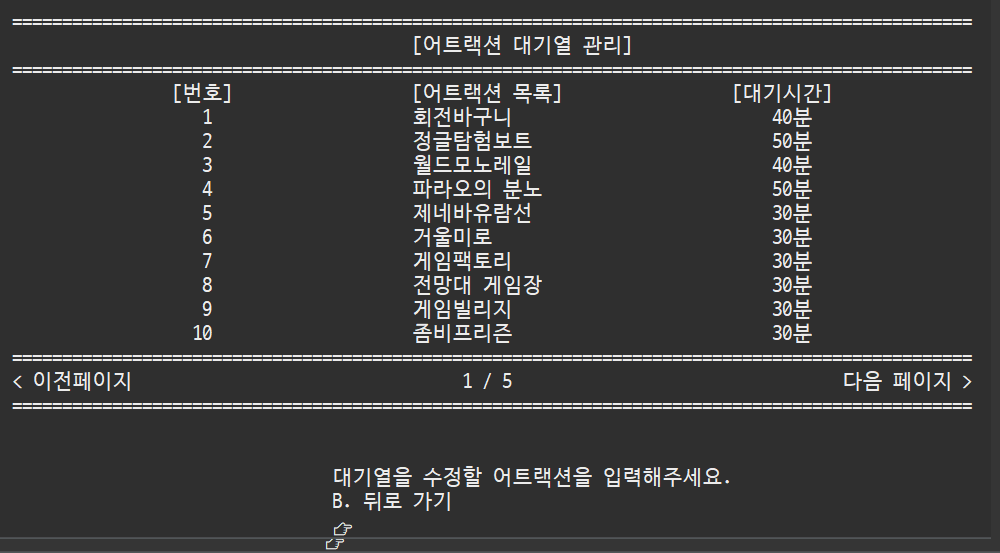 ================================================================================================
[어트랙션 대기열 관리]
================================================================================================
[번호] [어트랙션 목록] [대기시간]
1 회전바구니 40분
2 정글탐험보트 50분
3 월드모노레일 40분
4 파라오의 분노 50분
5 제네바유람선 30분
6 거울미로 30분
7 게임팩토리 30분
8 전망대 게임장 30분
9 게임빌리지 30분
10 좀비프리즌 30분
================================================================================================
< 이전페이지 1 / 5 다음 페이지 >
================================================================================================
대기열을 수정할 어트랙션을 입력해주세요.
B. 뒤로 가기
👉
👉